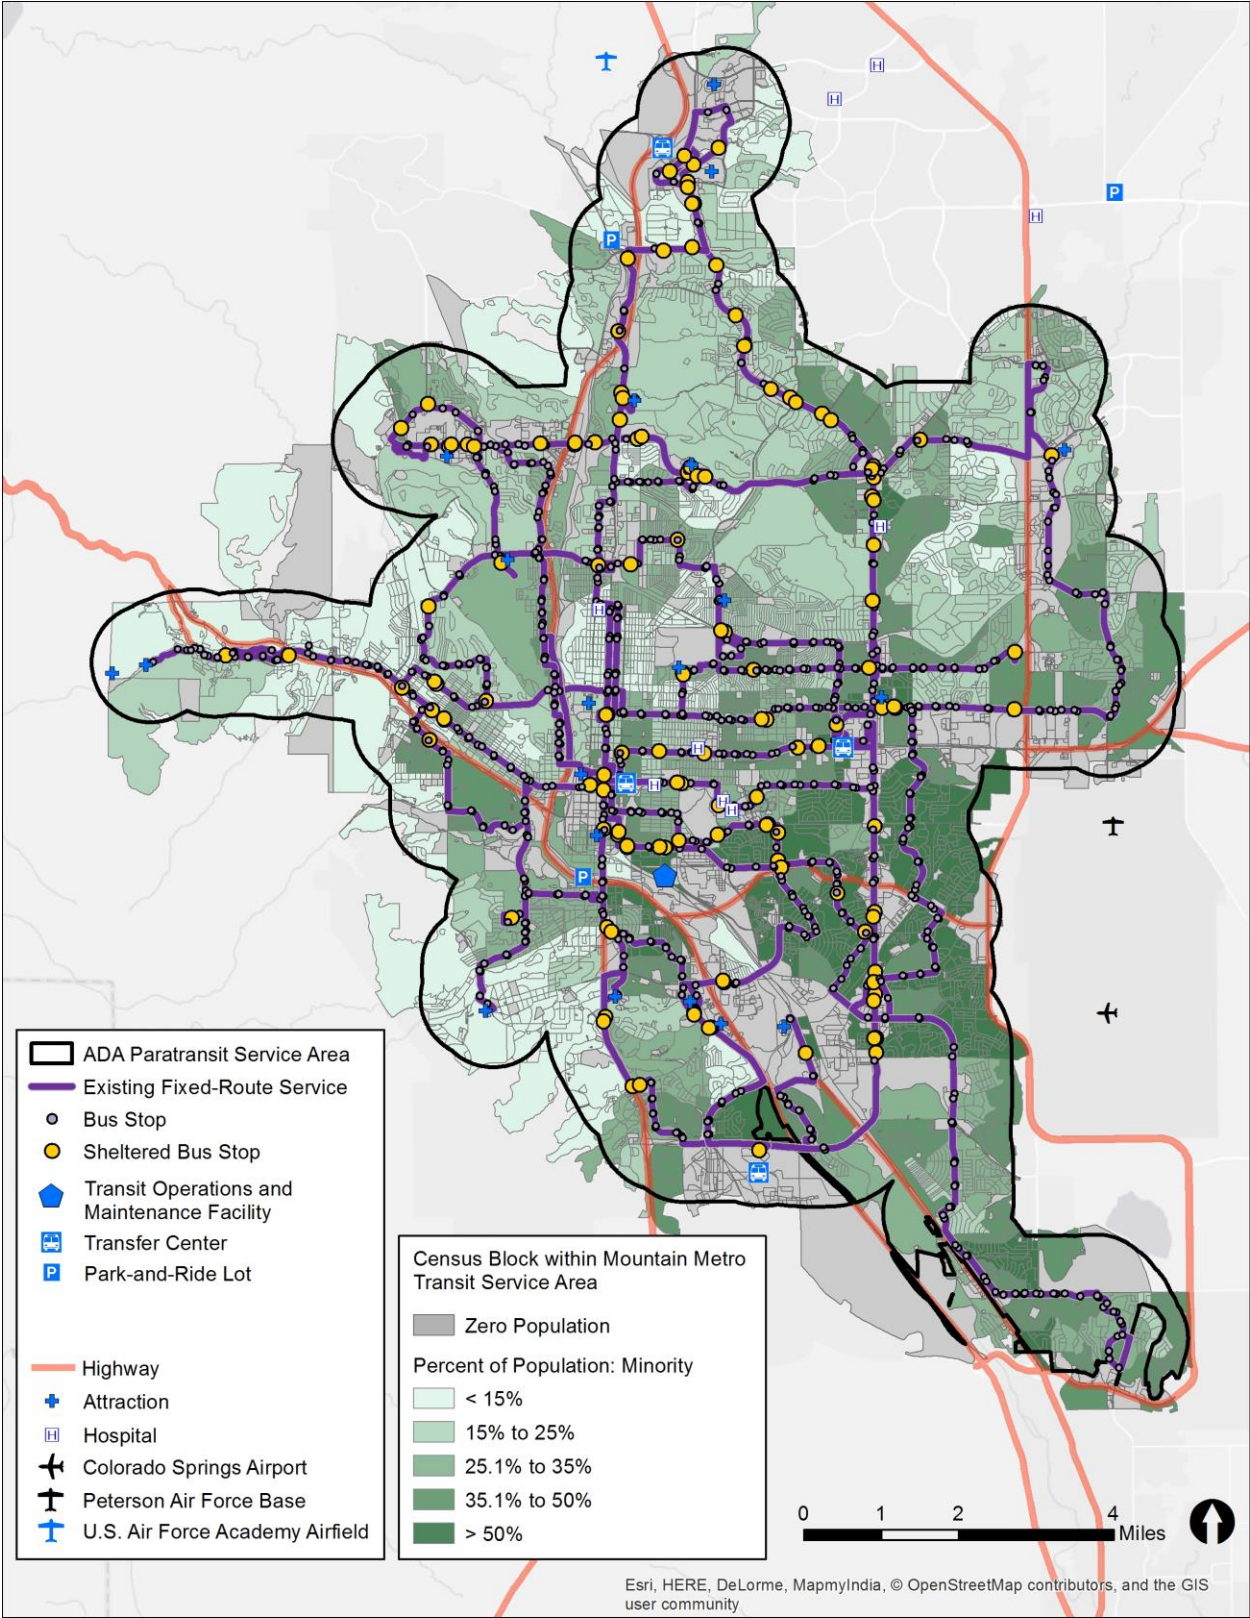 P
H
H
H
P
H
H
H
H
H
H
P
ADA Paratransit Service Area
Existing Fixed-Route Service
Bus Stop
Sheltered Bus Stop
Transit Operations and
Maintenance Facility
Transfer Center
P Park-and-Ride Lot
Highway
Attraction
H Hospital
Colorado Springs Airport
Peterson Air Force Base
U.S. Air Force Academy Airfield
Census Block within Mountain Metro
Transit Service Area
Zero Population
Percent of Population: Minority
< 15%
15% to 25%
25.1% to 35%
35.1% to 50%
> 50%
0 1 2 4
Miles
Esri, HERE, DeLorme, MapmyIndia, © OpenStreetMap contributors, and the GIS
user community